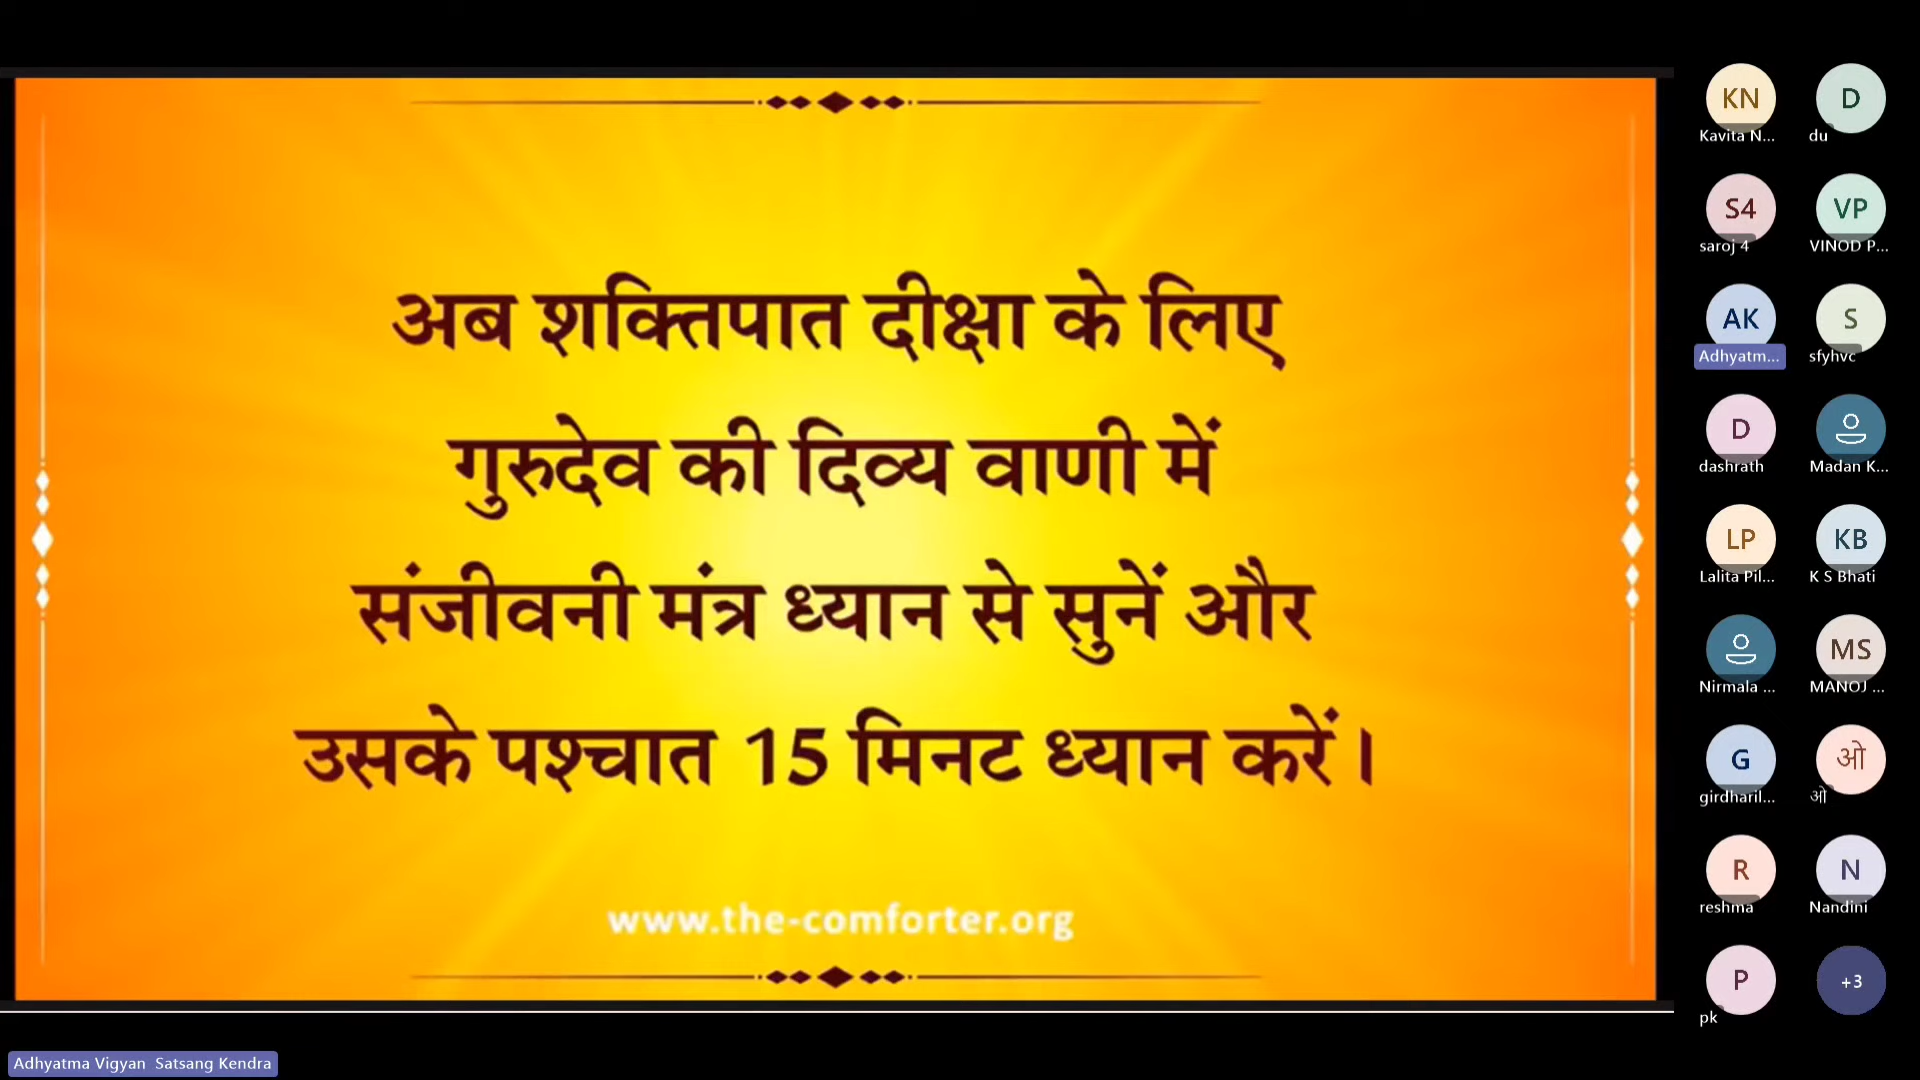 अब शक्तिपात दीक्षा के लिए
गुरुदेव की दिव्य वाणी में
संजीवनी मंत्र ध्यान से सुनें और
उसके पश्चात 15 मिनट ध्यान करें।
www.the-comforter.org
Adhyatma Vigyan Satsang Kendra
KN
Kavita N...
D
du
S4
saroj 4
VP
VINOD P...
AK
Adhyatm...
S
sfyhvc
D
dashrath
Madan K...
LP
Lalita Pil...
KB
K S Bhati
Nirmala ...
MS
MANOJ ...
G
girdharil...
ओ
ओ
R
reshma
N
Nandini
P
pk
+3